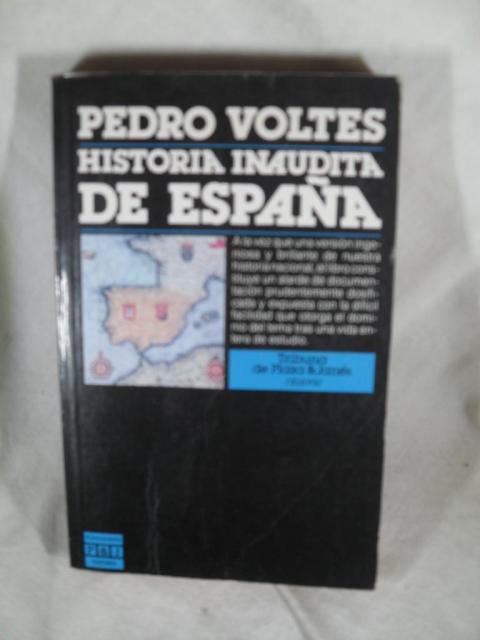 PEDRO VOLTES
HISTORIA INAUDITA
DE ESPAÑA
A la vez que una versión inge-
niosa y brillante de nuestra
historia nacional, el libro cons-
tituye un alarde de documen-
tación prudentemente dosifi-
cada y expuesta con la difícil
facilidad que otorga el domi-
nio del tema tras una vida en-
tera de estudio.
Tribuna
de Plaza & Janés
P&J